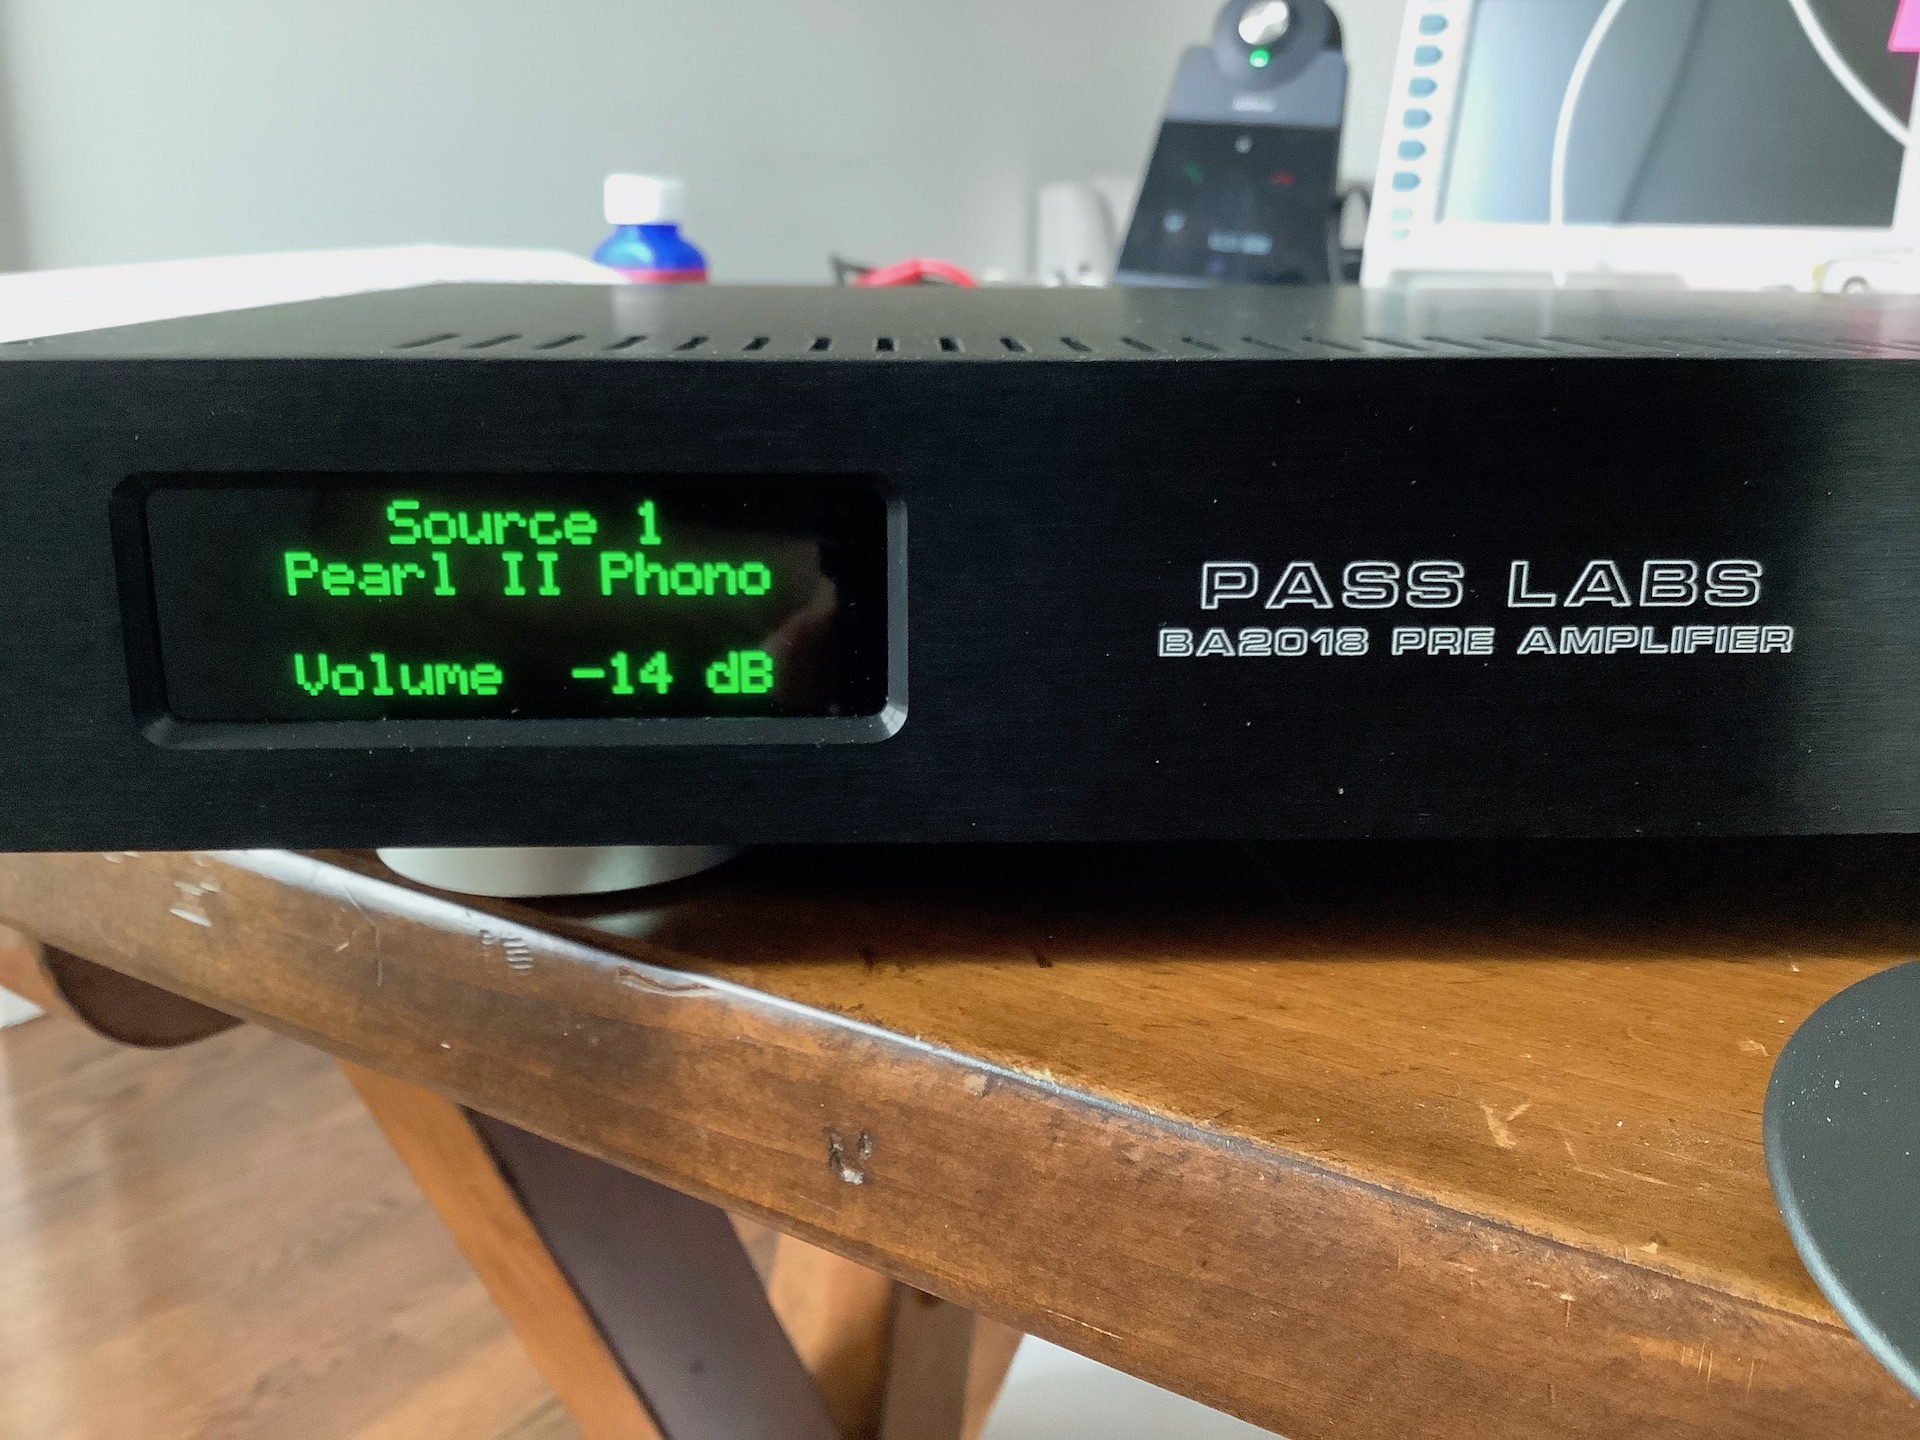 Source 1
Pearl II Phono
Volume -14 dB
PASS LABS
BA2018 PRE AMPLIFIER